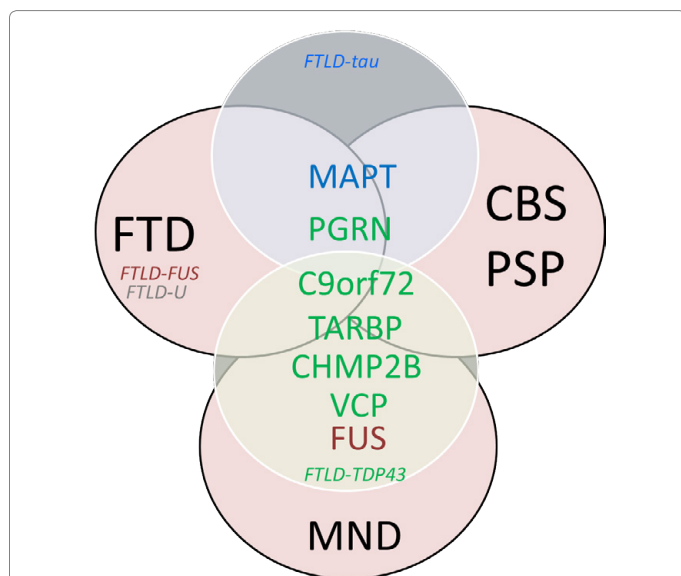 FTLD-tau
MAPT
PGRN
CBS
PSP
FTD
FTLD-FUS
FTLD-U
C9orf72
TARBP
CHMP2B
VCP
FUS
FTLD-TDP43
MND